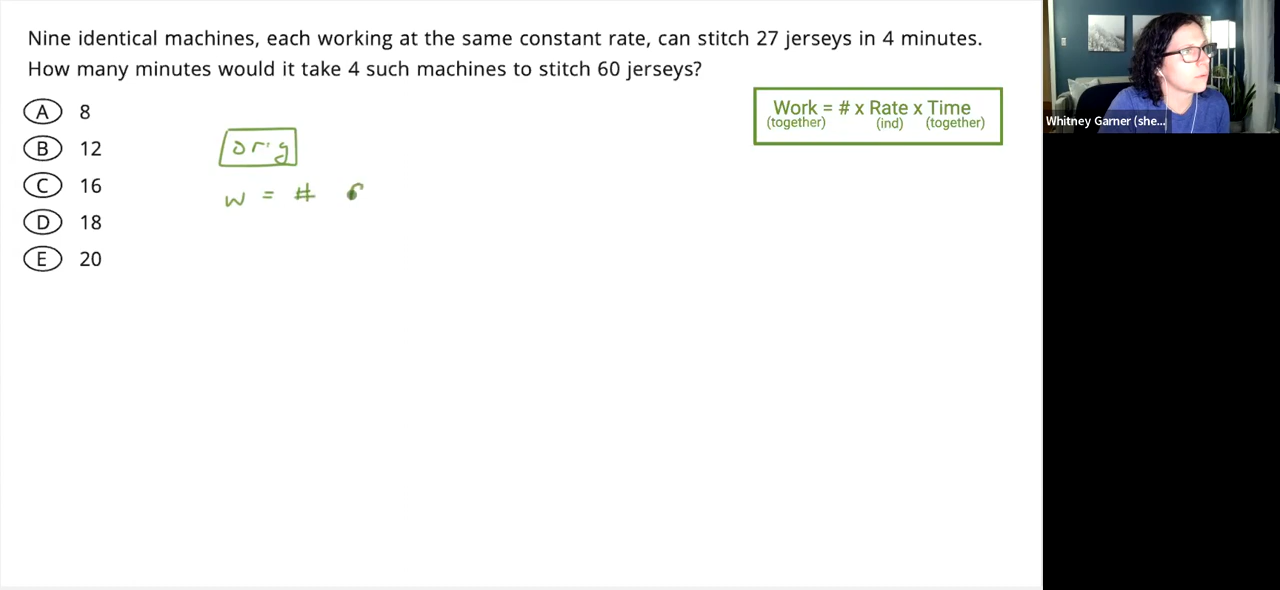 Nine identical machines, each working at the same constant rate, can stitch 27 jerseys in 4 minutes.
How many minutes would it take 4 such machines to stitch 60 jerseys?
A 8
B 12
C 16
D 18
E 20
Work = # x Rate x Time
(together) (ind) (together)
orig
w = #
Whitney Garner (she...